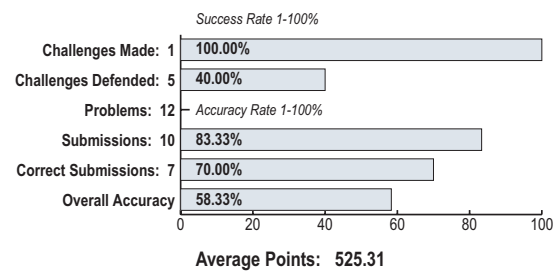 Success Rate 1-100%
Challenges Made: 1 100.00%
Challenges Defended: 5 40.00%
Problems: 12 Accuracy Rate 1-100%
Submissions: 10 83.33%
Correct Submissions: 7 70.00%
Overall Accuracy 58.33%
0 20 40 60 80 100
Average Points: 525.31